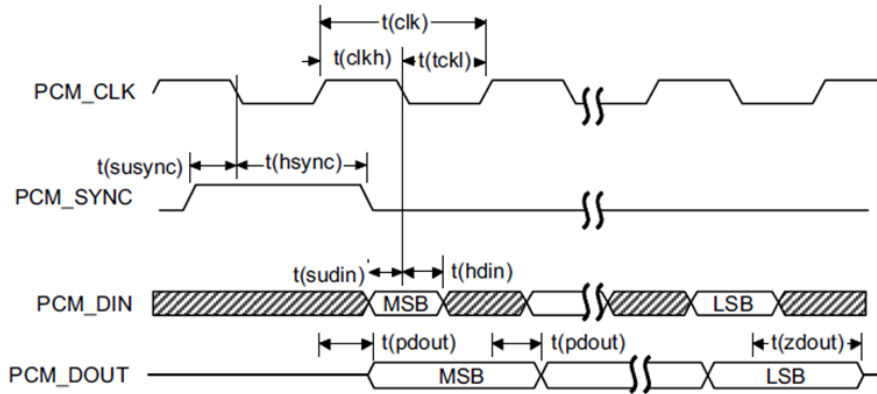 t(clk)
t(clkh) t(tckl)
PCM_CLK
t(susync) t(hsync)
PCM_SYNC
t(sudin) t(hdin)
PCM_DIN MSB LSB
t(pdout) t(pdout) t(zdout)
PCM_DOUT MSB LSB